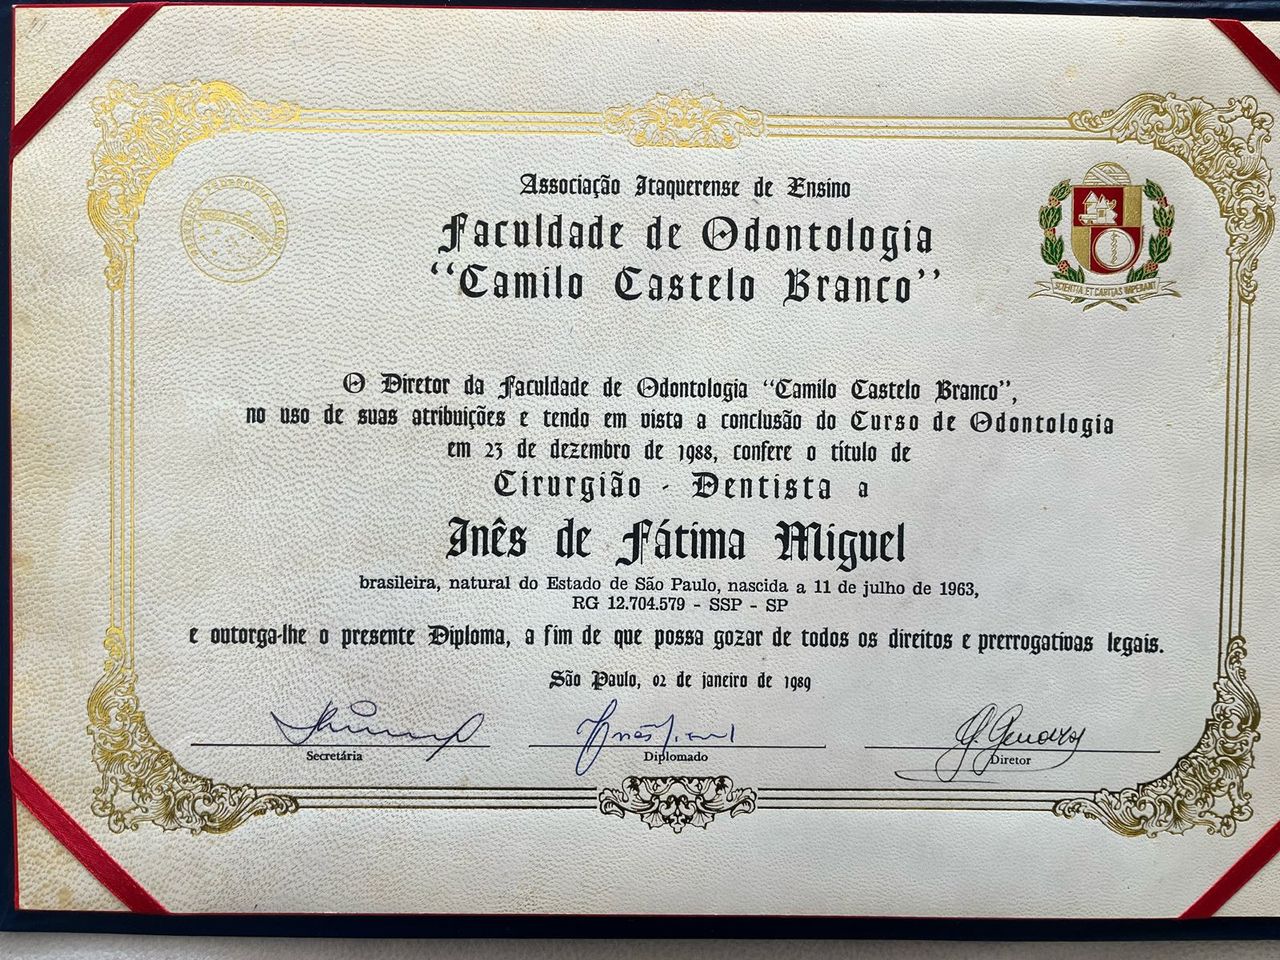 Associação Itaquerense de Ensino
Faculdade de Odontologia
"Camilo Castelo Branco"
SCIENTIA ET CARITAS IMPERANT
O Diretor da Faculdade de Odontologia "Camilo Castelo Branco",
no uso de suas atribuições e tendo em vista a conclusão do Curso de Odontologia
em 23 de dezembro de 1988, confere o título de
Cirurgião - Dentista a
Inês de Fátima Miguel
brasileira, natural do Estado de São Paulo, nascida a 11 de julho de 1963,
RG 12.704.579 - SSP - SP
e outorga-lhe o presente Diploma, a fim de que possa gozar de todos os direitos e prerrogativas legais.
São Paulo, 02 de janeiro de 1989
Secretária
Diplomado
Diretor